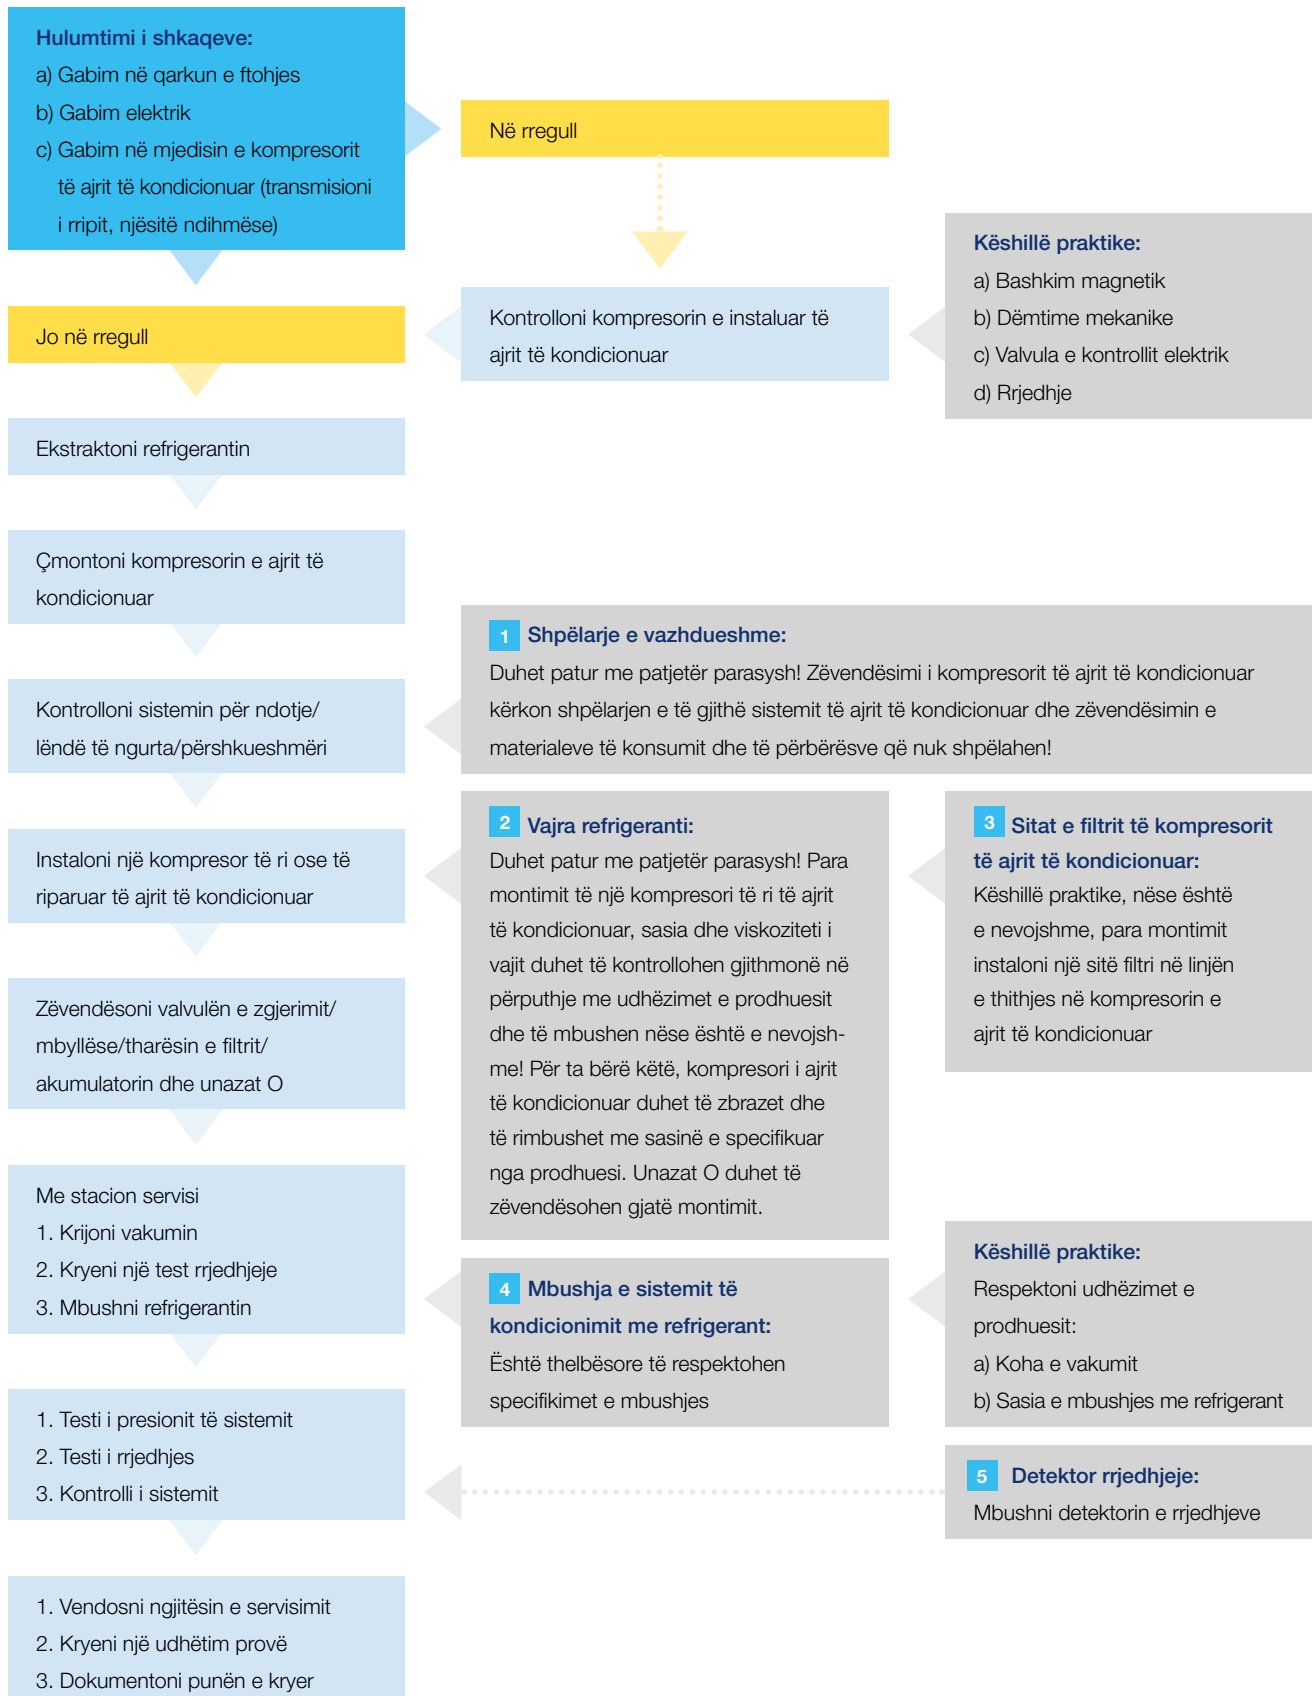 Hulumtimi i shkaqeve:
a) Gabim në qarkun e ftohjes
b) Gabim elektrik
c) Gabim në mjedisin e kompresorit
të ajrit të kondicionuar (transmisioni
i rripit, njësitë ndihmëse)
Në rregull
Jo në rregull
Kontrolloni kompresorin e instaluar të
ajrit të kondicionuar
Këshillë praktike:
a) Bashkim magnetik
b) Dëmtime mekanike
c) Valvula e kontrollit elektrik
d) Rrjedhje
Ekstraktoni refrigerantin
Çmontoni kompresorin e ajrit të
kondicionuar
Kontrolloni sistemin për ndotje/
lëndë të ngurta/përshkueshmëri
1 Shpëlarje e vazhdueshme:
Duhet patur me patjetër parasysh! Zëvendësimi i kompresorit të ajrit të kondicionuar
kërkon shpëlarjen e të gjithë sistemit të ajrit të kondicionuar dhe zëvendësimin e
materialeve të konsumit dhe të përbërësve që nuk shpëlahen!
Instaloni një kompresor të ri ose të
riparuar të ajrit të kondicionuar
2 Vajra refrigeranti:
Duhet patur me patjetër parasysh! Para
montimit të një kompresori të ri të ajrit
të kondicionuar, sasia dhe viskoziteti i
vajit duhet të kontrollohen gjithmonë në
përputhje me udhëzimet e prodhuesit
dhe të mbushen nëse është e nevojsh-
me! Për ta bërë këtë, kompresori i ajrit
të kondicionuar duhet të zbrazet dhe
të rimbushet me sasinë e specifikuar
nga prodhuesi. Unazat O duhet të
zëvendësohen gjatë montimit.
3 Sitat e filtrit të kompresorit
të ajrit të kondicionuar:
Këshillë praktike, nëse është
e nevojshme, para montimit
instaloni një sitë filtri në linjën
e thithjes në kompresorin e
ajrit të kondicionuar
Zëvendësoni valvulën e zgjerimit/
mbyllëse/tharësin e filtrit/
akumulatorin dhe unazat O
Me stacion servisi
1. Krijoni vakumin
2. Kryeni një test rrjedhjeje
3. Mbushni refrigerantin
4 Mbushja e sistemit të
kondicionimit me refrigerant:
Është thelbësore të respektohen
specifikimet e mbushjes
Këshillë praktike:
Respektoni udhëzimet e
prodhuesit:
a) Koha e vakumit
b) Sasia e mbushjes me refrigerant
1. Testi i presionit të sistemit
2. Testi i rrjedhjes
3. Kontrolli i sistemit
5 Detektor rrjedhjeje:
Mbushni detektorin e rrjedhjeve
1. Vendosni ngjitësin e servisimit
2. Kryeni një udhëtim provë
3. Dokumentoni punën e kryer